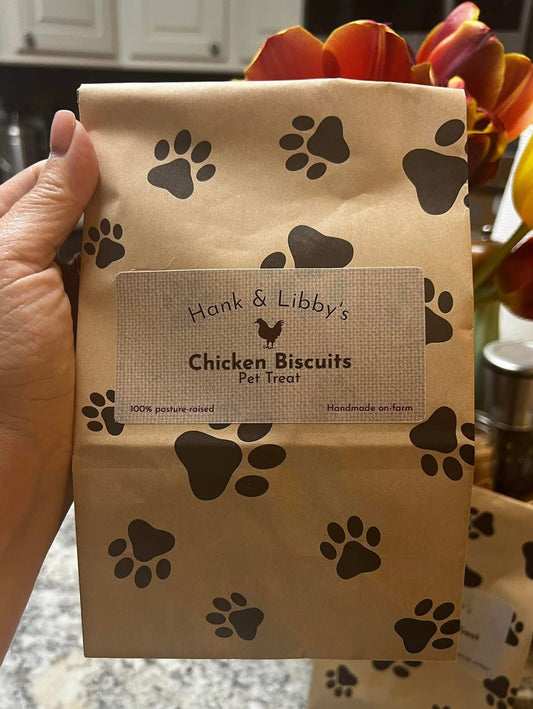 Hank & Libby's
Chicken Biscuits
Pet Treat
100% pasture-raised
Handmade on-farm